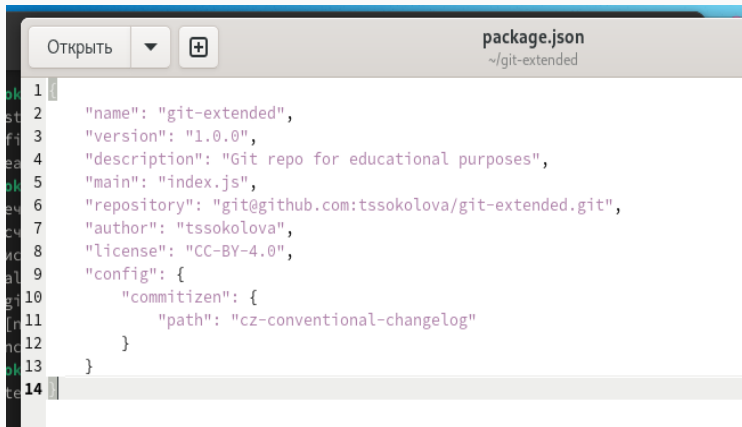 Открыть
package.json
~/git-extended
1 {
2 "name": "git-extended",
3 "version": "1.0.0",
4 "description": "Git repo for educational purposes",
5 "main": "index.js",
6 "repository": "git@github.com:tssokolova/git-extended.git",
7 "author": "tssokolova",
8 "license": "CC-BY-4.0",
9 "config": {
10 "commitizen": {
11 "path": "cz-conventional-changelog"
12 }
13 }
14 }